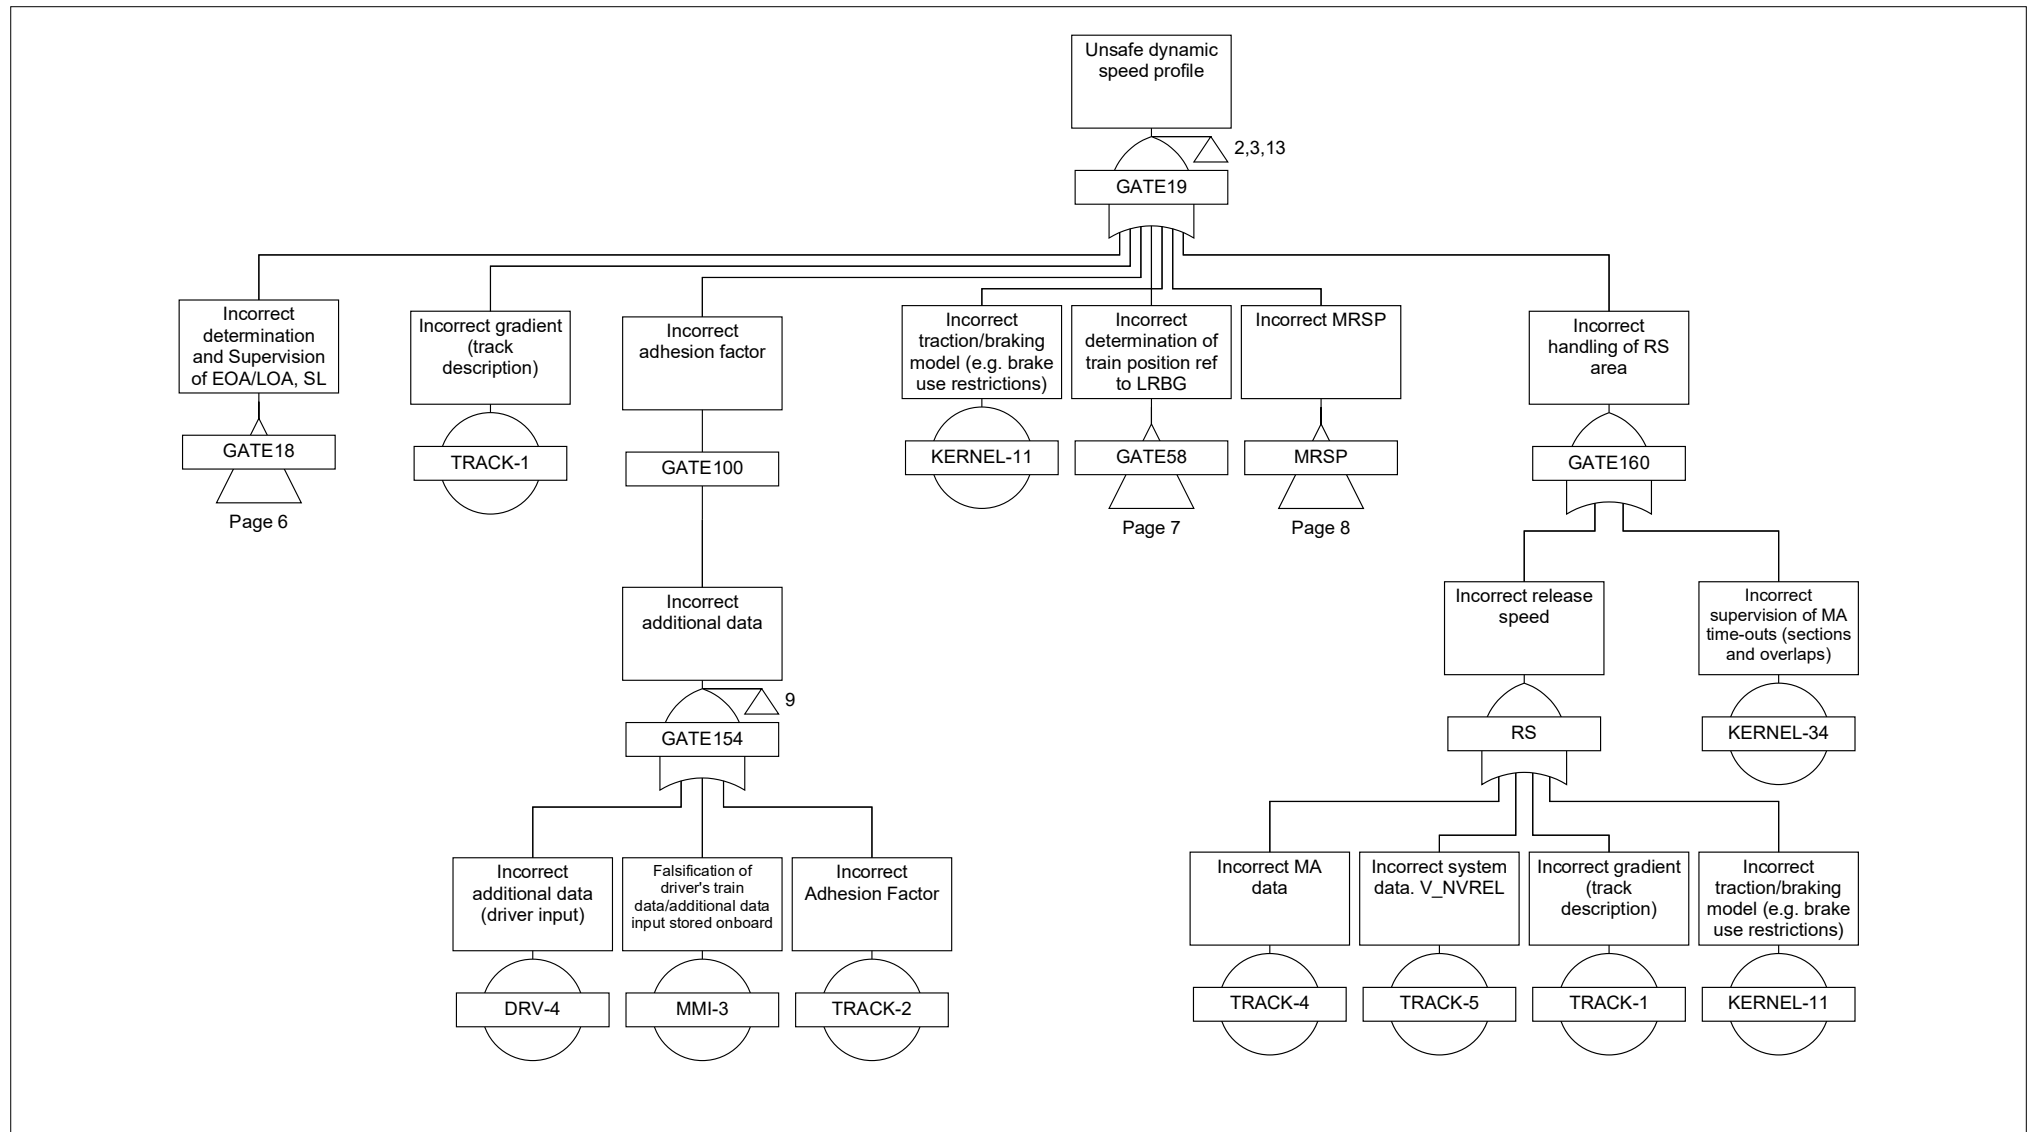 Unsafe dynamic
speed profile
2,3,13
GATE19
Incorrect
determination
and Supervision
of EOA/LOA, SL
GATE18
Page 6
Incorrect gradient
(track
description)
TRACK-1
Incorrect
adhesion factor
GATE100
Incorrect
traction/braking
model (e.g. brake
use restrictions)
KERNEL-11
Incorrect
determination of
train position ref
to LRBG
GATE58
Page 7
Incorrect MRSP
MRSP
Page 8
Incorrect
handling of RS
area
GATE160
Incorrect
additional data
9
GATE154
Incorrect release
speed
RS
Incorrect
supervision of MA
time-outs (sections
and overlaps)
KERNEL-34
Incorrect
additional data
(driver input)
DRV-4
Falsification of
driver's train
data/additional data
input stored onboard
MMI-3
Incorrect
Adhesion Factor
TRACK-2
Incorrect MA
data
TRACK-4
Incorrect system
data. V_NVREL
TRACK-5
Incorrect gradient
(track
description)
TRACK-1
Incorrect
traction/braking
model (e.g. brake
use restrictions)
KERNEL-11